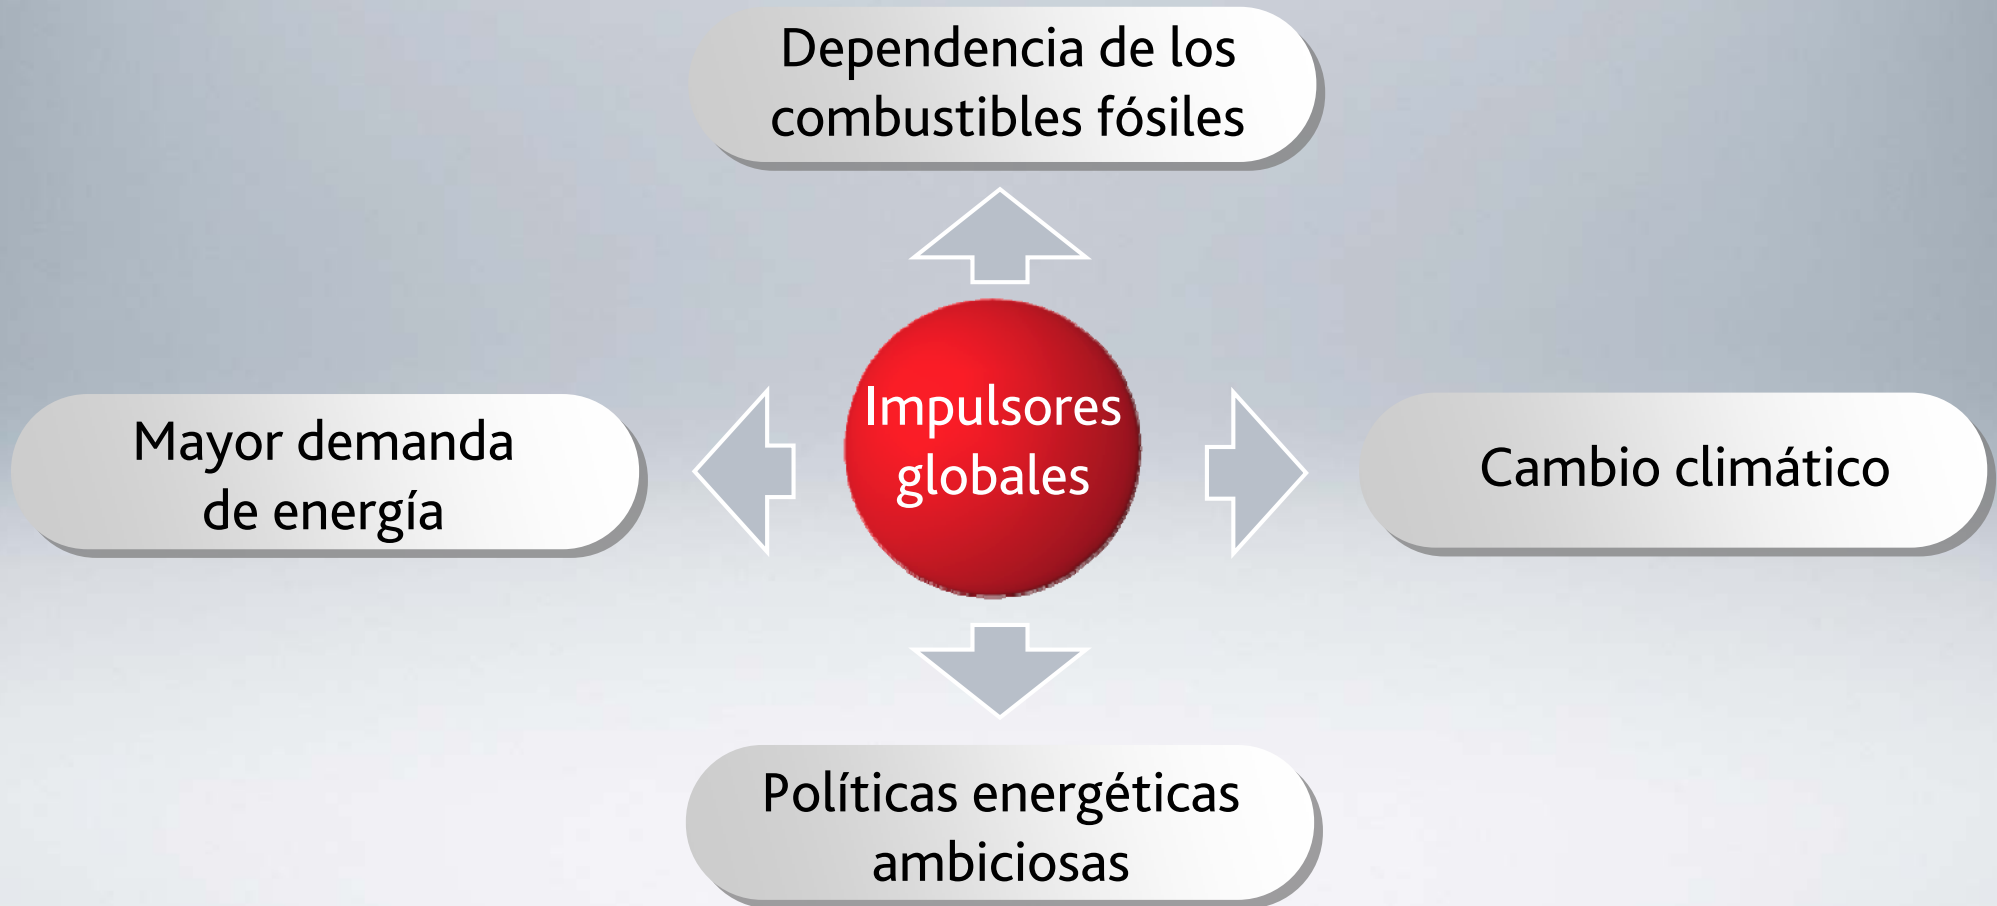 Dependencia de los
combustibles fósiles
Impulsores
globales
Mayor demanda
de energía
Cambio climático
Políticas energéticas
ambiciosas